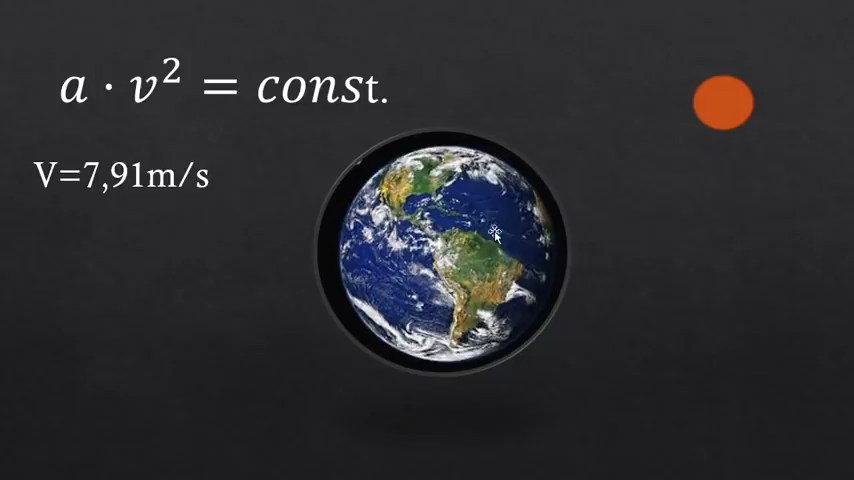 a · v² = const.
V=7,91m/s